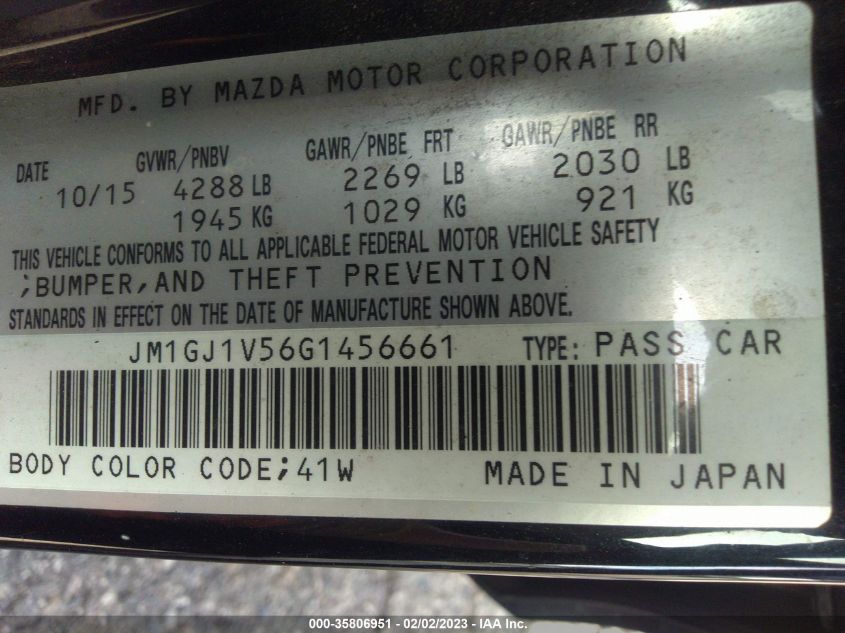 MFD. BY MAZDA MOTOR CORPORATION
DATE GVWR/PNBV GAWR/PNBE FRT GAWR/PNBE RR
10/15 4288 LB 2269 LB 2030 LB
1945 KG 1029 KG 921 KG
THIS VEHICLE CONFORMS TO ALL APPLICABLE FEDERAL MOTOR VEHICLE SAFETY
;BUMPER,AND THEFT PREVENTION
STANDARDS IN EFFECT ON THE DATE OF MANUFACTURE SHOWN ABOVE.
JM1GJ1V56G1456661 TYPE: PASS CAR
BODY COLOR CODE;41W MADE IN JAPAN
000-35806951 - 02/02/2023 - IAA Inc.